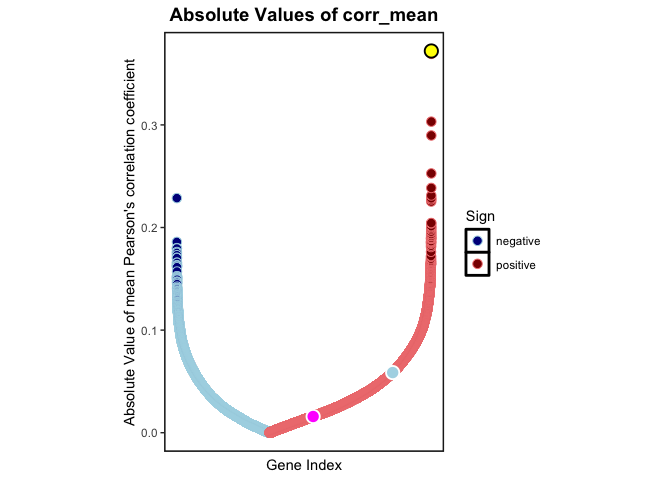 Absolute Values of corr_mean
Absolute Value of mean Pearson's correlation coefficient
0.3
0.2
0.1
0.0
Gene Index
Sign
negative
positive